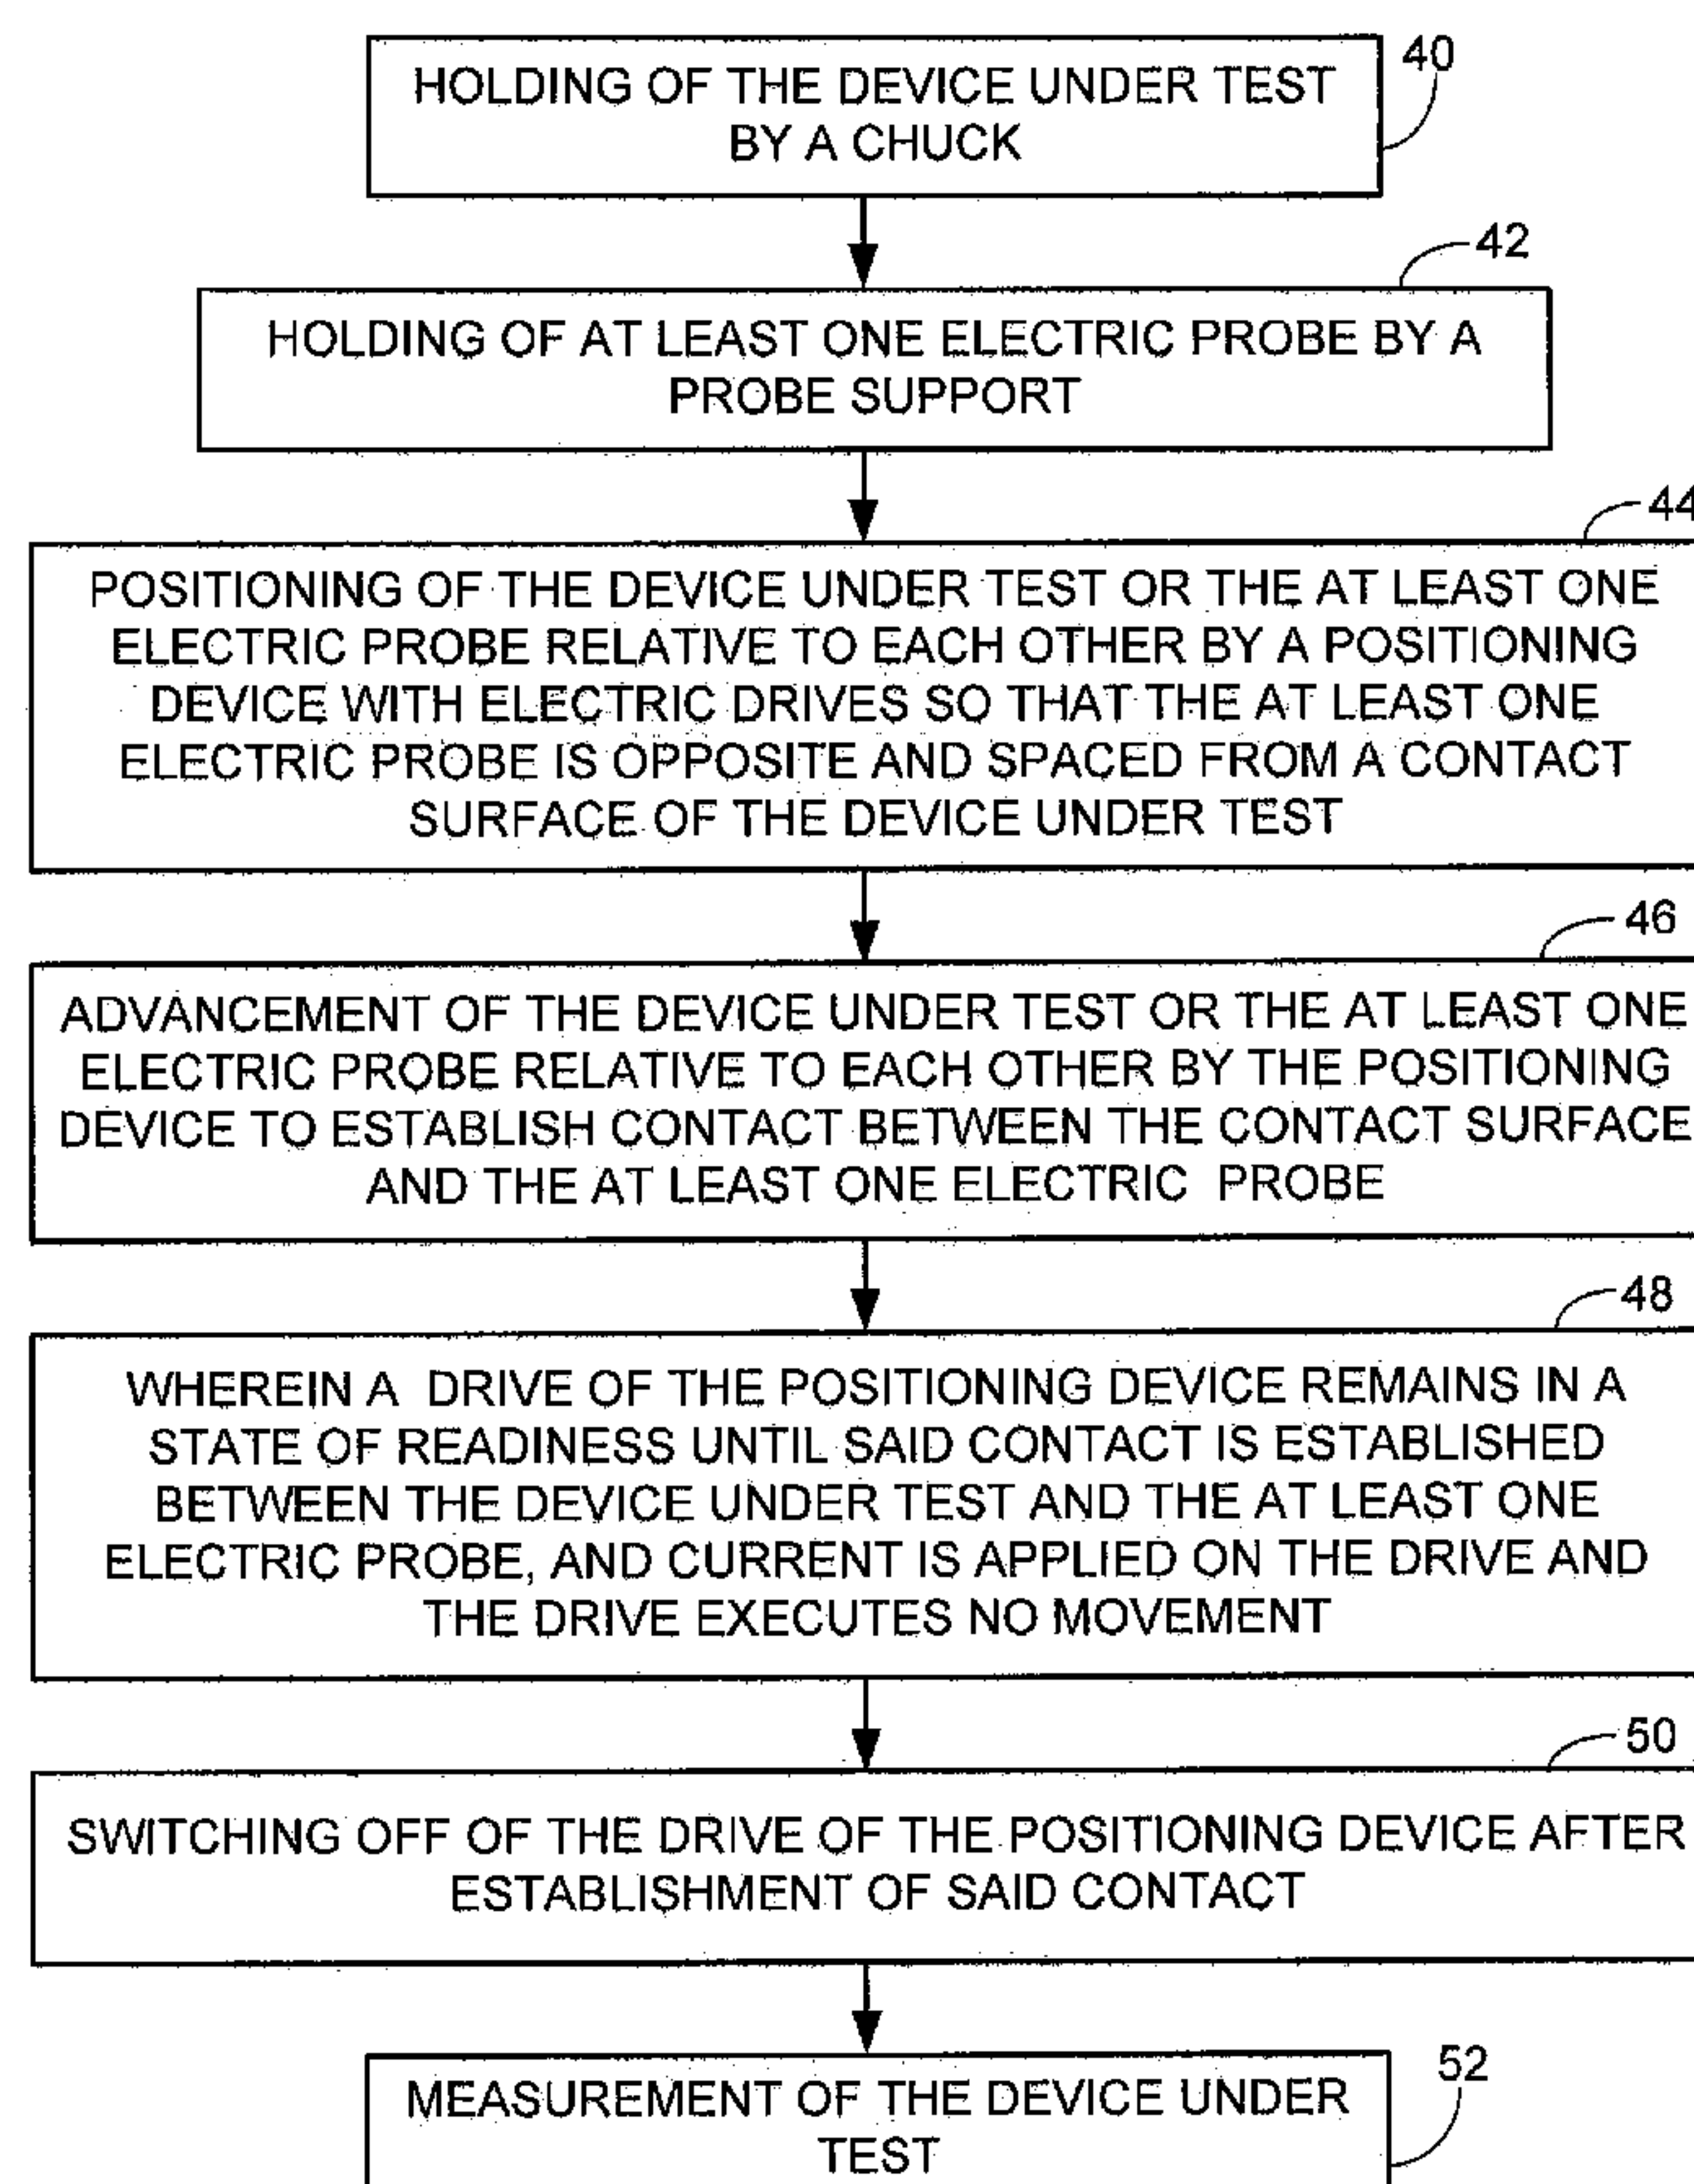 40
HOLDING OF THE DEVICE UNDER TEST
BY A CHUCK
42
HOLDING OF AT LEAST ONE ELECTRIC PROBE BY A
PROBE SUPPORT
44
POSITIONING OF THE DEVICE UNDER TEST OR THE AT LEAST ONE
ELECTRIC PROBE RELATIVE TO EACH OTHER BY A POSITIONING
DEVICE WITH ELECTRIC DRIVES SO THAT THE AT LEAST ONE
ELECTRIC PROBE IS OPPOSITE AND SPACED FROM A CONTACT
SURFACE OF THE DEVICE UNDER TEST
46
ADVANCEMENT OF THE DEVICE UNDER TEST OR THE AT LEAST ONE
ELECTRIC PROBE RELATIVE TO EACH OTHER BY THE POSITIONING
DEVICE TO ESTABLISH CONTACT BETWEEN THE CONTACT SURFACE
AND THE AT LEAST ONE ELECTRIC PROBE
48
WHEREIN A DRIVE OF THE POSITIONING DEVICE REMAINS IN A
STATE OF READINESS UNTIL SAID CONTACT IS ESTABLISHED
BETWEEN THE DEVICE UNDER TEST AND THE AT LEAST ONE
ELECTRIC PROBE, AND CURRENT IS APPLIED ON THE DRIVE AND
THE DRIVE EXECUTES NO MOVEMENT
50
SWITCHING OFF OF THE DRIVE OF THE POSITIONING DEVICE AFTER
ESTABLISHMENT OF SAID CONTACT
52
MEASUREMENT OF THE DEVICE UNDER
TEST